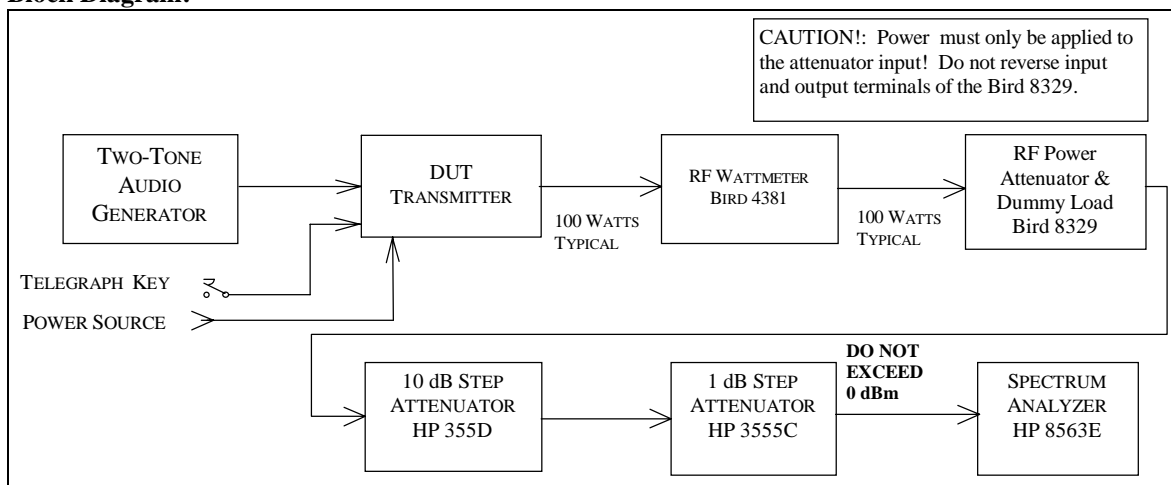 Block Diagram:
CAUTION!: Power must only be applied to
the attenuator input! Do not reverse input
and output terminals of the Bird 8329.
TWO-TONE
AUDIO
GENERATOR
DUT
TRANSMITTER
RF WATTMETER
BIRD 4381
RF Power
Attenuator &
Dummy Load
Bird 8329
100 WATTS
TYPICAL
100 WATTS
TYPICAL
TELEGRAPH KEY
POWER SOURCE
10 dB STEP
ATTENUATOR
HP 355D
1 dB STEP
ATTENUATOR
HP 3555C
DO NOT
EXCEED
0 dBm
SPECTRUM
ANALYZER
HP 8563E